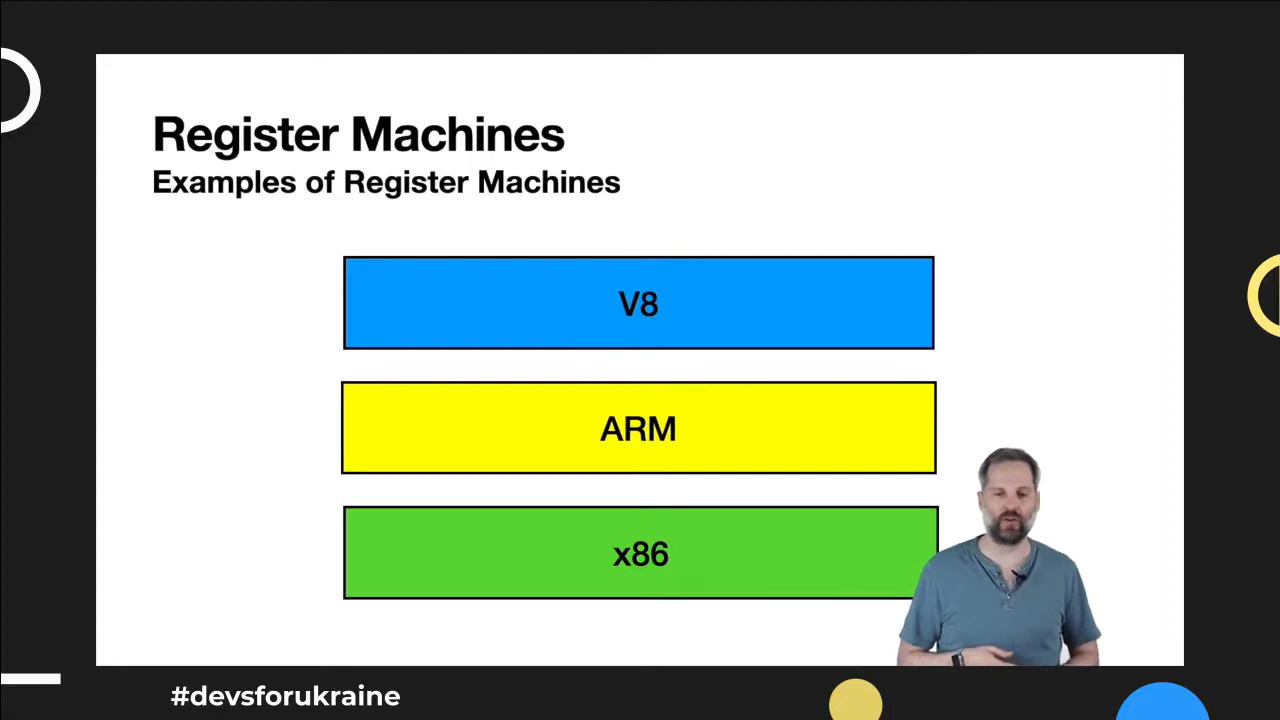 Register Machines
Examples of Register Machines
V8
ARM
x86
#devsforukraine